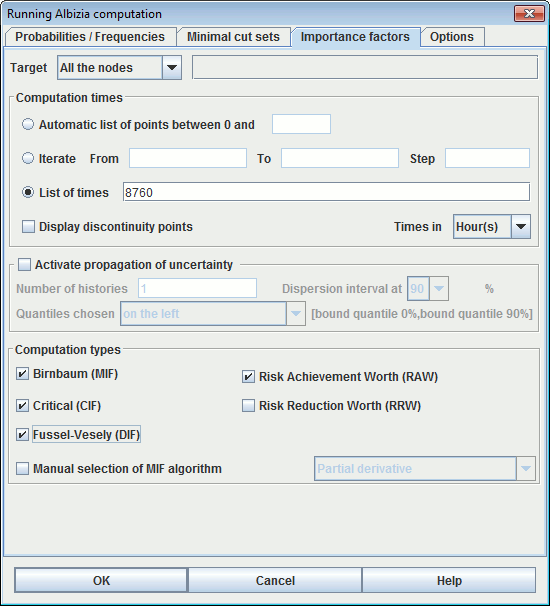 Running Albizia computation
Probabilities / Frequencies Minimal cut sets Importance factors Options
Target All the nodes
Computation times
Automatic list of points between 0 and
Iterate From To Step
List of times 8760
Display discontinuity points Times in Hour(s)
Activate propagation of uncertainty
Number of histories 1 Dispersion interval at 90 %
Quantiles chosen on the left [bound quantile 0%,bound quantile 90%]
Computation types
Birnbaum (MIF) Risk Achievement Worth (RAW)
Critical (CIF) Risk Reduction Worth (RRW)
Fussel-Vesely (DIF)
Manual selection of MIF algorithm Partial derivative
OK Cancel Help